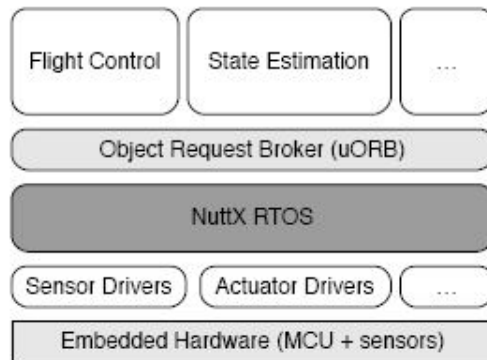 Flight Control
State Estimation
...
Object Request Broker (uORB)
NuttX RTOS
Sensor Drivers
Actuator Drivers
...
Embedded Hardware (MCU + sensors)